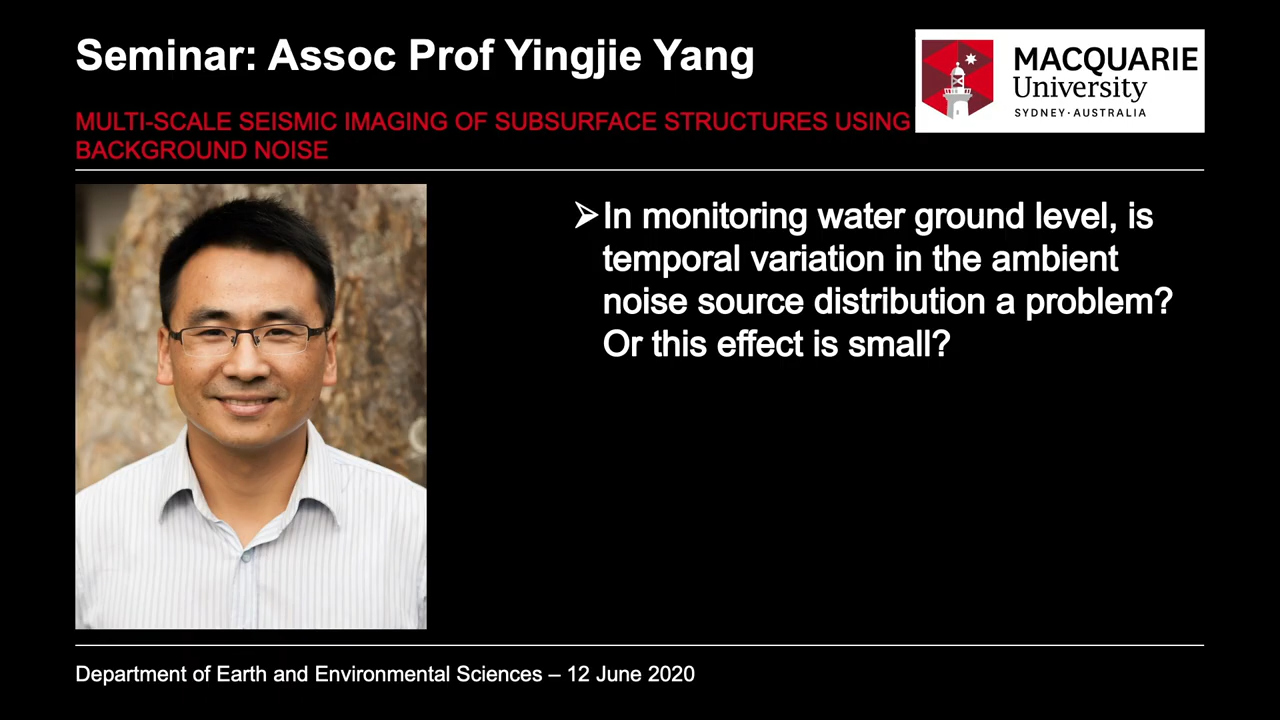 Seminar: Assoc Prof Yingjie Yang
MACQUARIE
University
SYDNEY·AUSTRALIA
MULTI-SCALE SEISMIC IMAGING OF SUBSURFACE STRUCTURES USING
BACKGROUND NOISE
➢In monitoring water ground level, is
temporal variation in the ambient
noise source distribution a problem?
Or this effect is small?
Department of Earth and Environmental Sciences – 12 June 2020